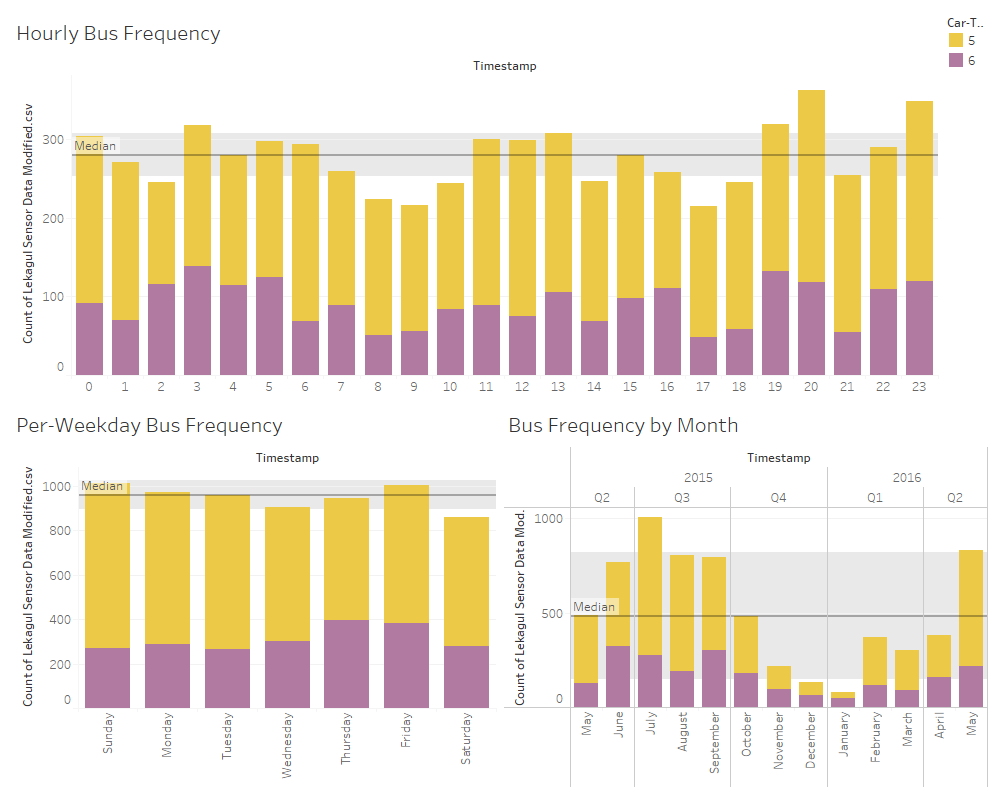 Hourly Bus Frequency
Car-T..
5
6
Timestamp
Count of Lekagul Sensor Data Modified.csv
300
200
100
0
Median
0 1 2 3 4 5 6 7 8 9 10 11 12 13 14 15 16 17 18 19 20 21 22 23
Per-Weekday Bus Frequency
Timestamp
Count of Lekagul Sensor Data Modified.csv
1000
800
600
400
200
0
Median
Sunday Monday Tuesday Wednesday Thursday Friday Saturday
Bus Frequency by Month
Timestamp
2015 2016
Q2 Q3 Q4 Q1 Q2
Count of Lekagul Sensor Data Mod.
1000
500
0
Median
May June July August September October November December January February March April May